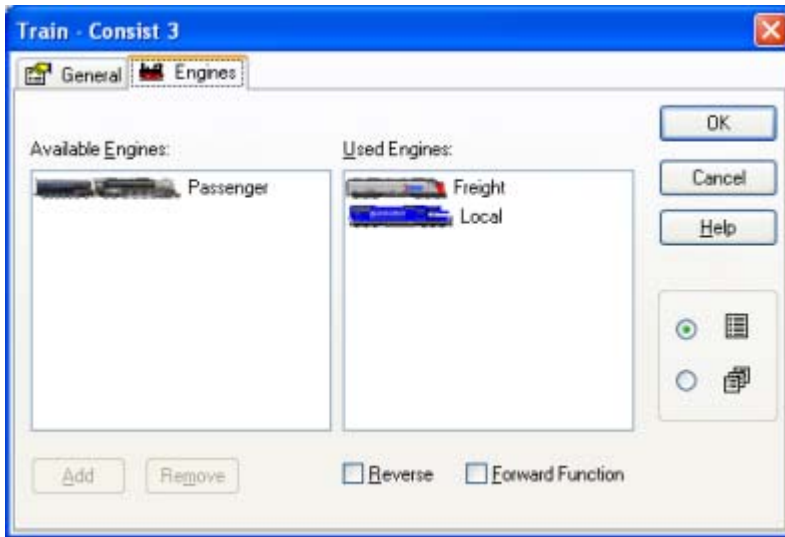 Train - Consist 3
General Engines
Available Engines: Used Engines:
Passenger
Freight
Local
OK
Cancel
Help
Add Remove
Reverse Forward Function